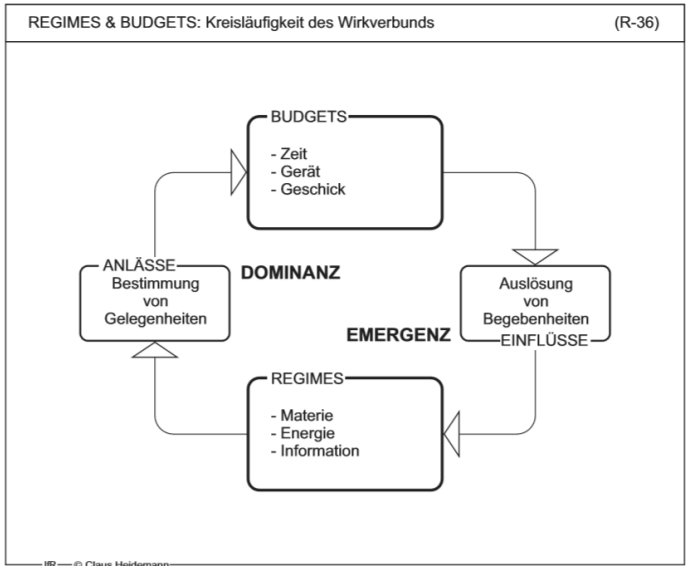 REGIMES & BUDGETS: Kreisläufigkeit des Wirkverbunds (R-36)
BUDGETS
- Zeit
- Gerät
- Geschick
ANLÄSSE
Bestimmung
von
Gelegenheiten
DOMINANZ
Auslösung
von
Begebenheiten
EINFLÜSSE
EMERGENZ
REGIMES
- Materie
- Energie
- Information
IfR © Claus Heidemann